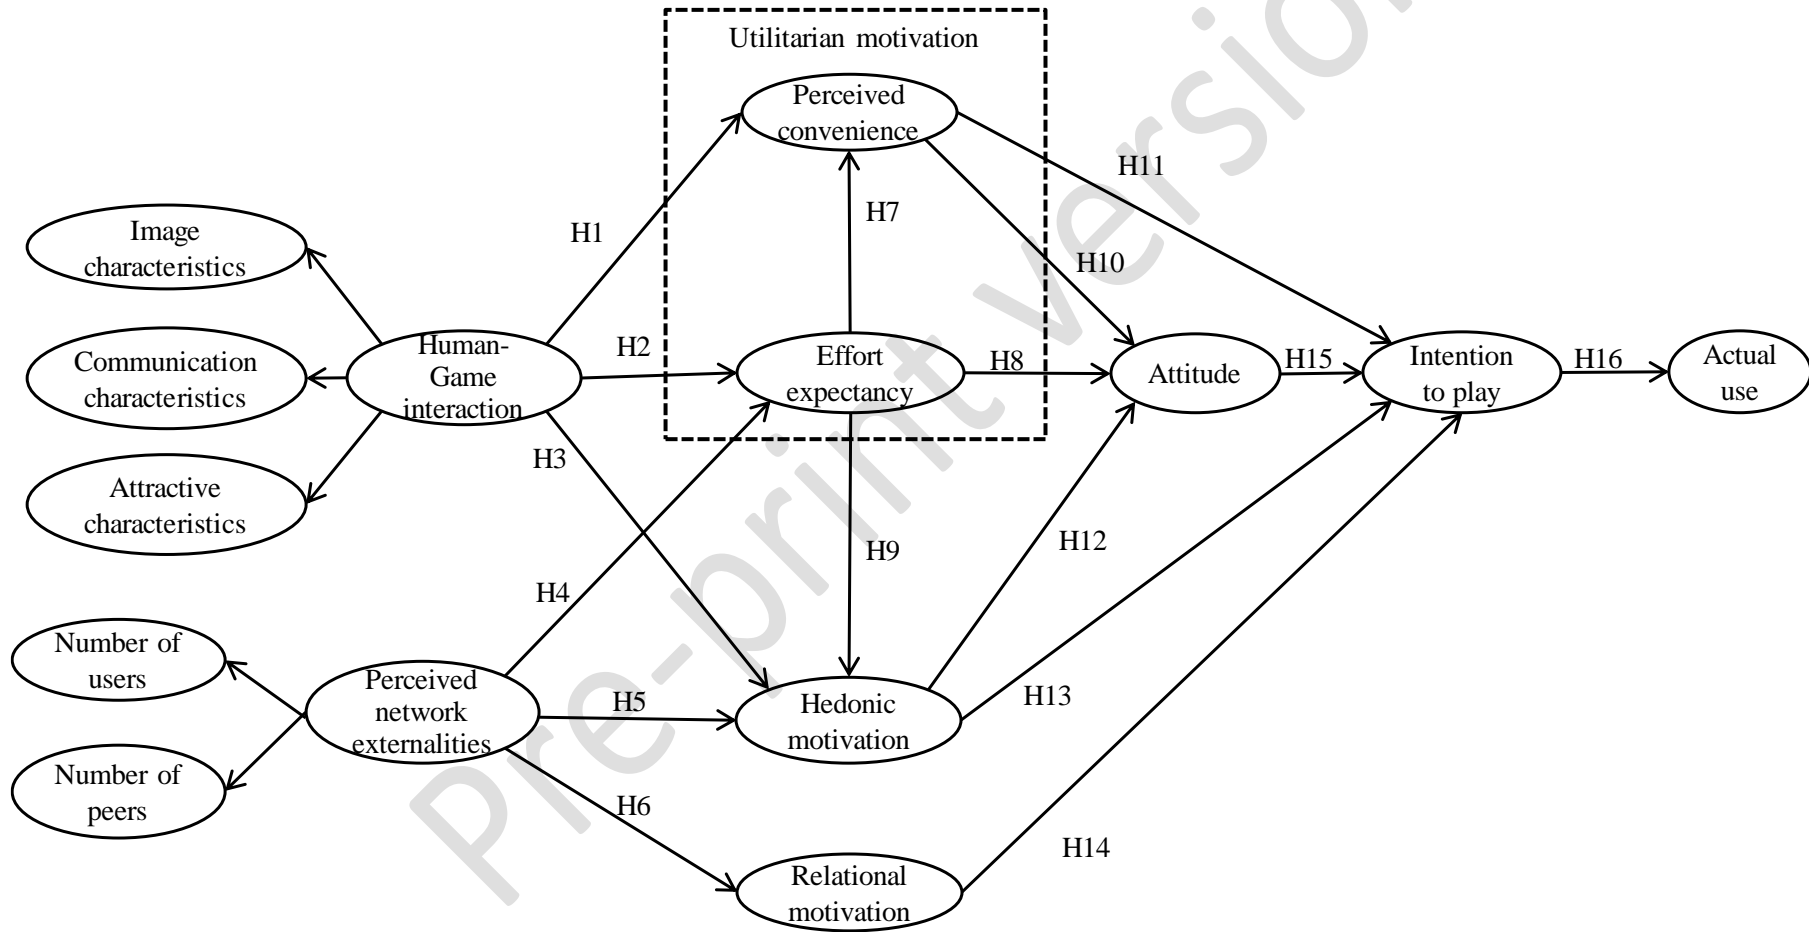 Utilitarian motivation
Perceived
convenience
H11
H7
H1
H10
Image
characteristics
Communication
characteristics
Attractive
characteristics
Human-
Game
interaction
H2
Effort
expectancy
H8
Attitude
H15
Intention
to play
H16
Actual
use
H3
H9
H12
H4
Number of
users
Number of
peers
Perceived
network
externalities
H5
Hedonic
motivation
H13
H6
H14
Relational
motivation
Pre-print version